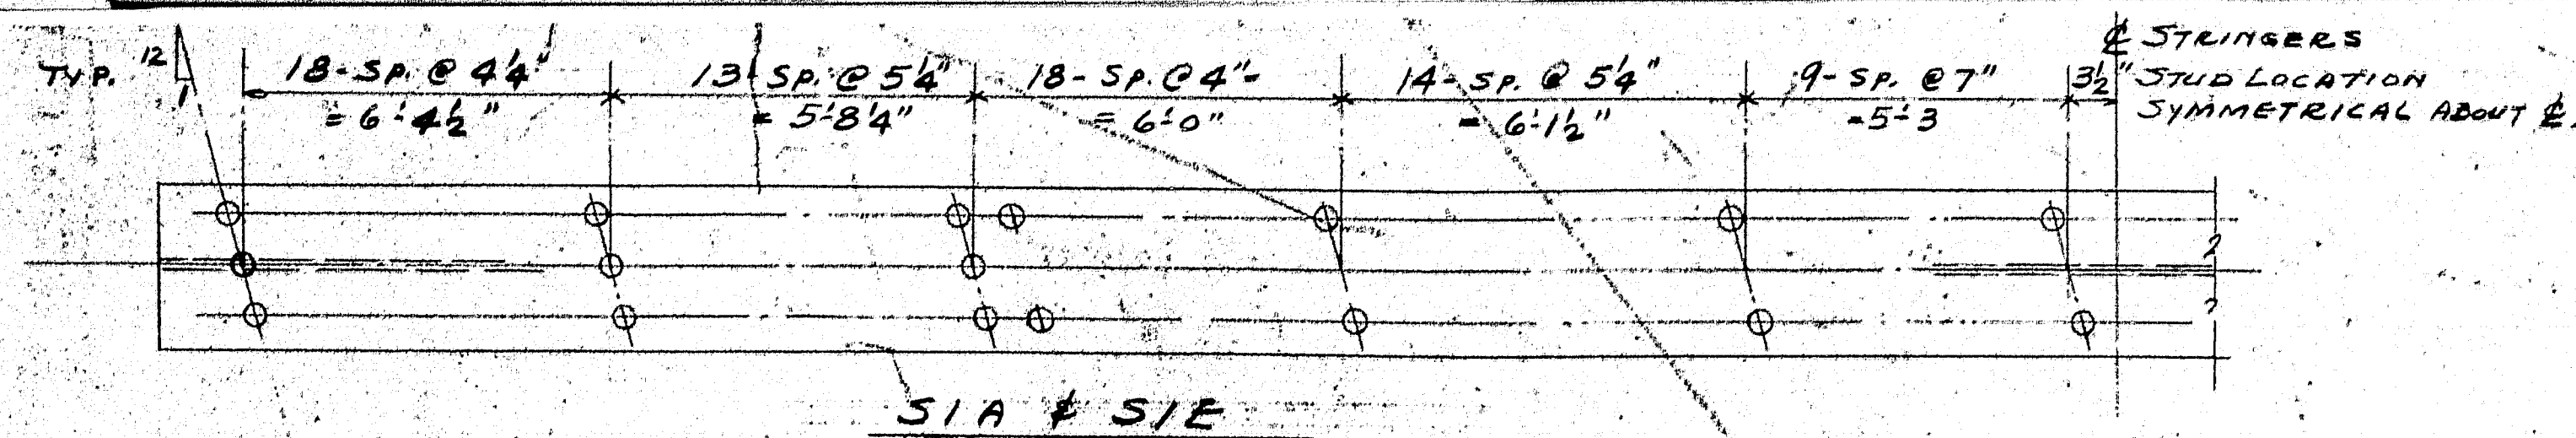 TYP.
12
1
18-SP. @ 4¼"
= 6'-4½"
13 SP. @ 5¼"
= 5'-8¼"
18-SP. @ 4"-
= 6'-0"
14-SP. @ 5¼"
= 6'-1½"
9-SP. @ 7"
-5'-3
3½"
℄ STRINGERS
STUD LOCATION
SYMMETRICAL ABOUT ℄.
2
2
S1A & S1E